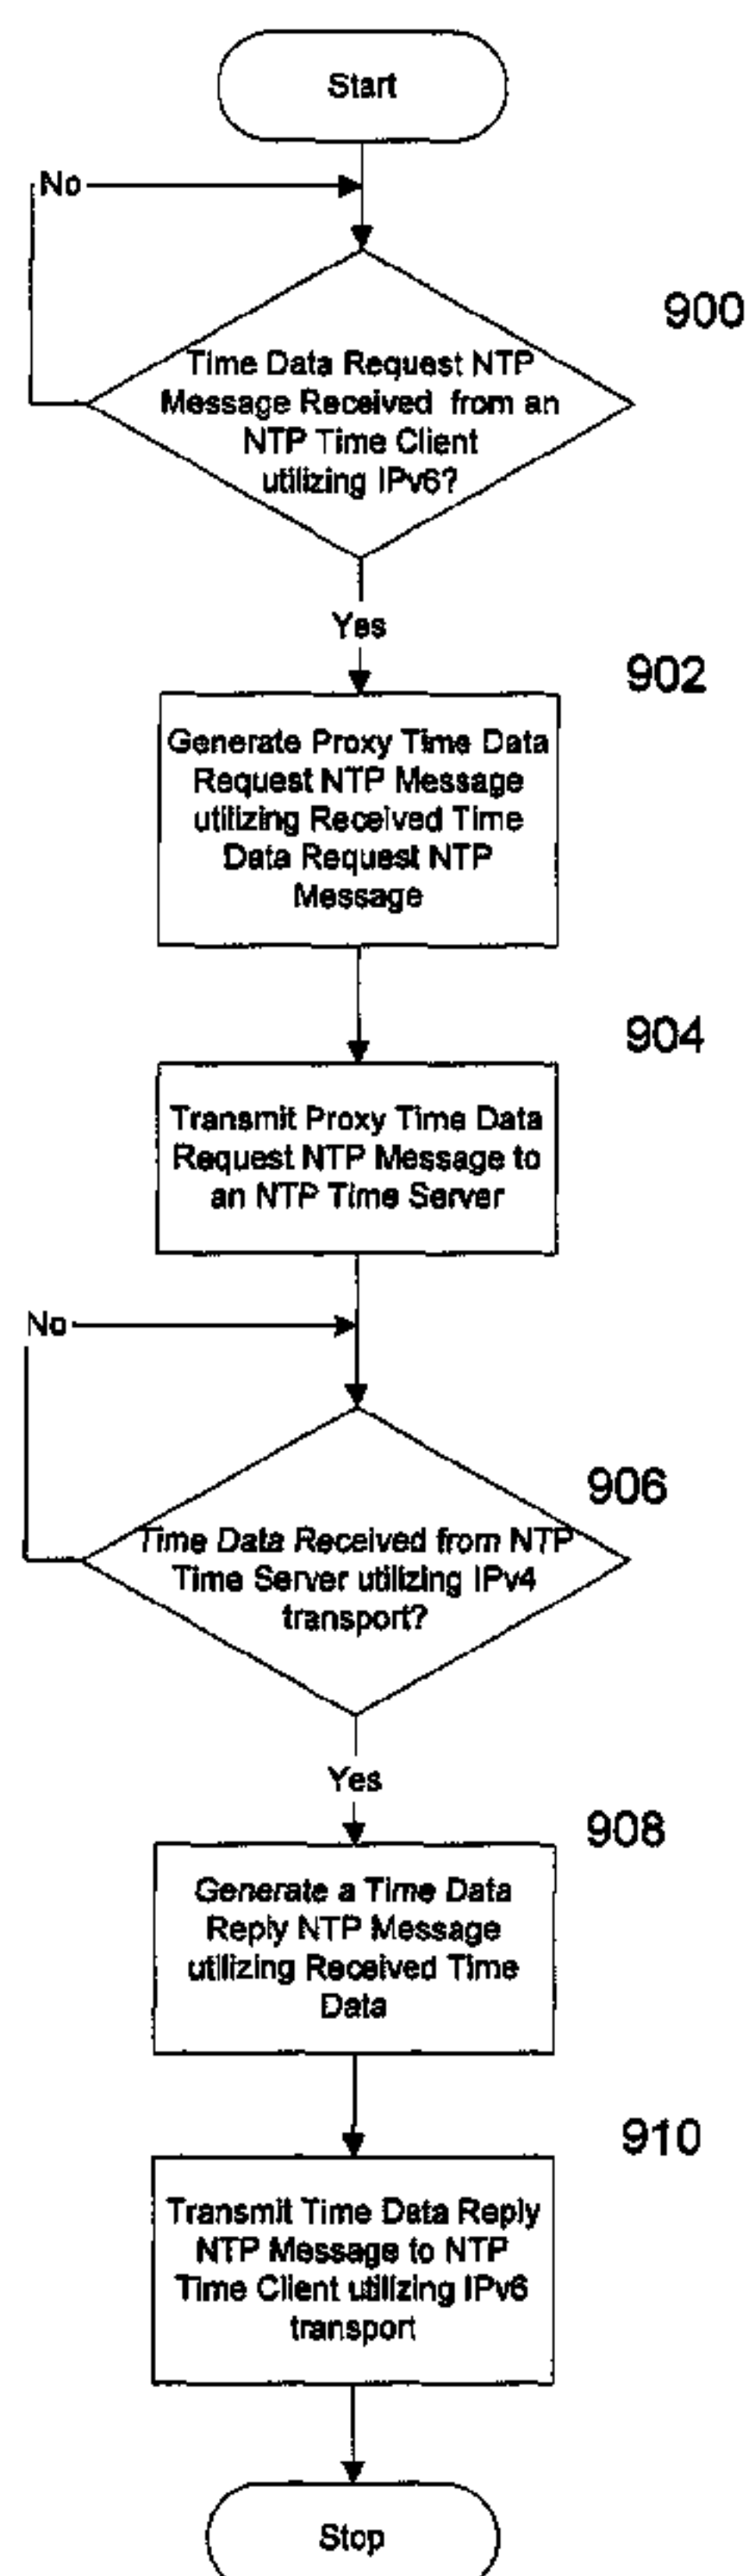 Start
No
900
Time Data Request NTP
Message Received from an
NTP Time Client
utilizing IPv6?
Yes
902
Generate Proxy Time Data
Request NTP Message
utilizing Received Time
Data Request NTP
Message
904
Transmit Proxy Time Data
Request NTP Message to
an NTP Time Server
No
906
Time Data Received from NTP
Time Server utilizing IPv4
transport?
Yes
908
Generate a Time Data
Reply NTP Message
utilizing Received Time
Data
910
Transmit Time Data Reply
NTP Message to NTP
Time Client utilizing IPv6
transport
Stop